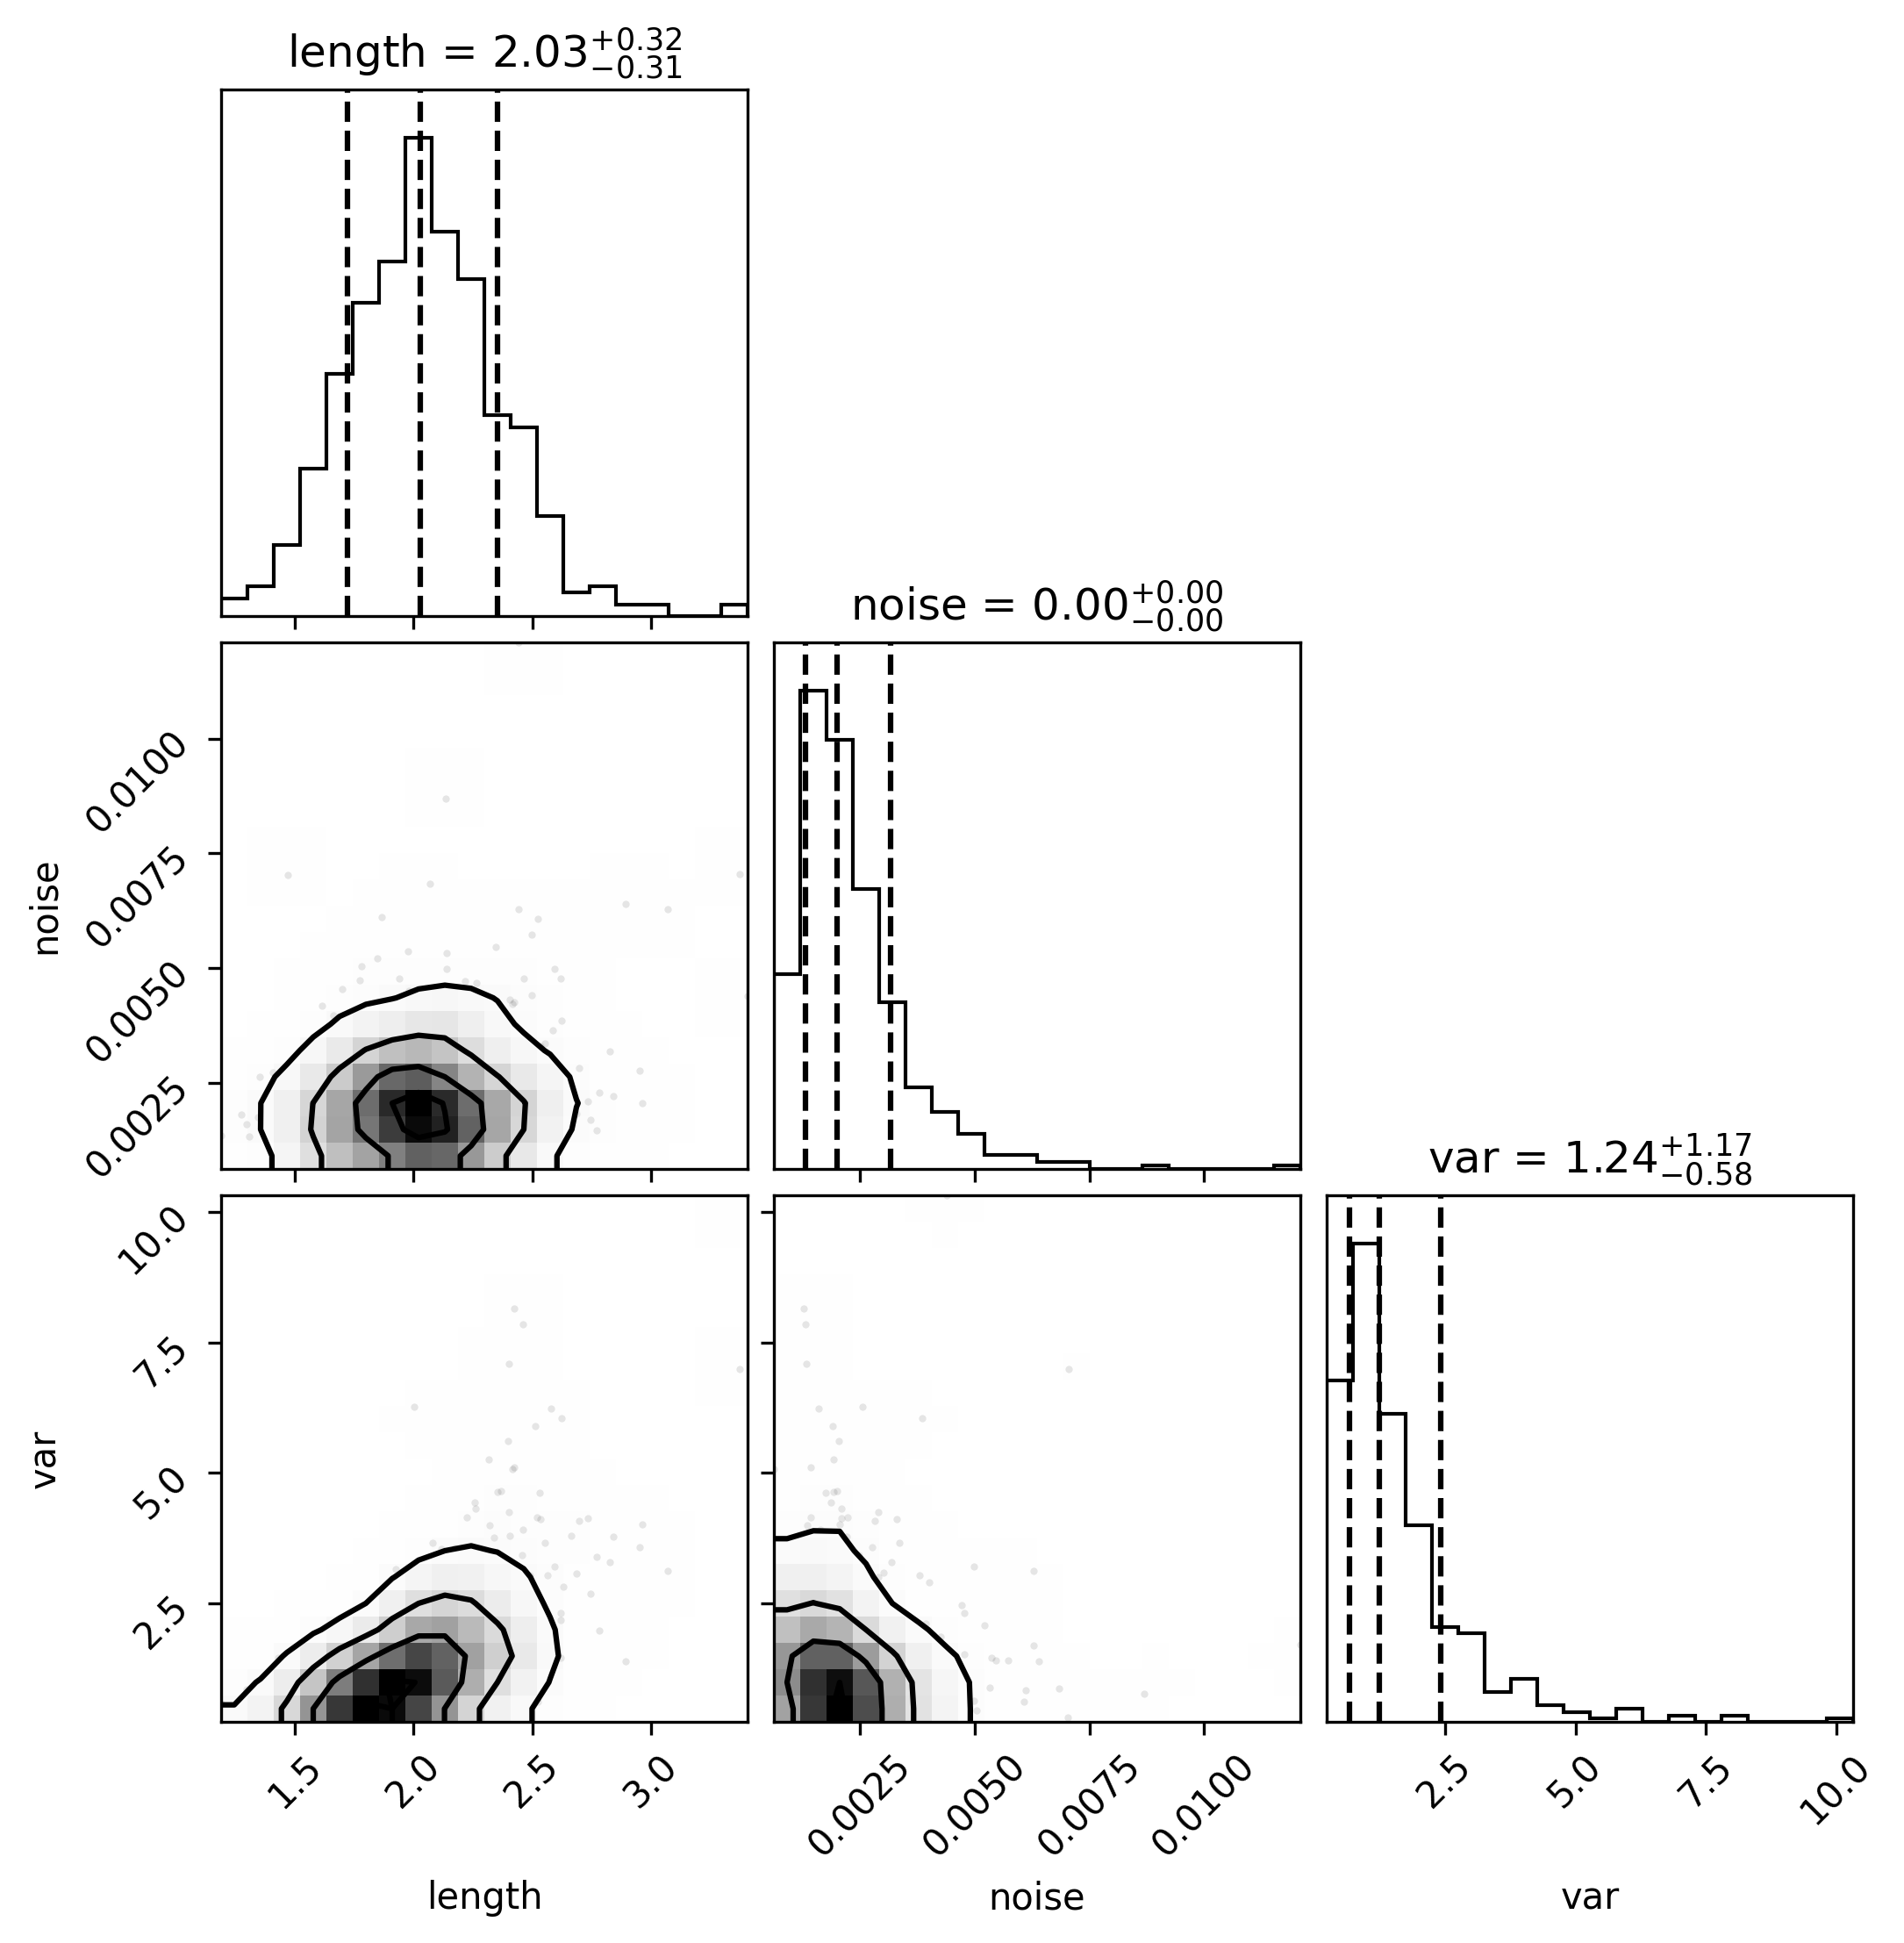 length = 2.03+0.32−0.31
noise = 0.00+0.00−0.00
0.0100
0.0075
0.0050
0.0025
noise
var = 1.24+1.17−0.58
10.0
7.5
5.0
2.5
var
1.5 2.0 2.5 3.0
0.0025 0.0050 0.0075 0.0100
2.5 5.0 7.5 10.0
length
noise
var